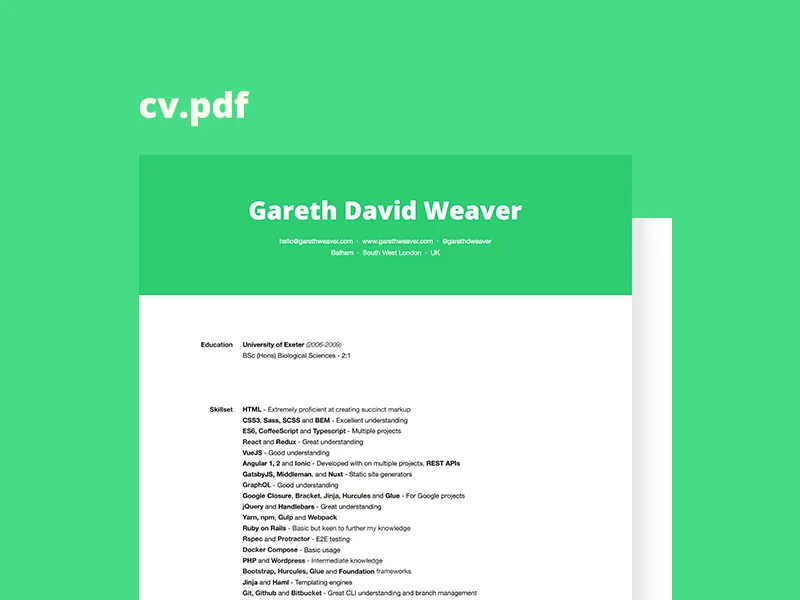 cv.pdf
Gareth David Weaver
hello@garethweaver.com · www.garethweaver.com · @garethdweaver
Balham · South West London · UK
Education University of Exeter (2006-2009)
BSc (Hons) Biological Sciences - 2:1
Skillset HTML - Extremely proficient at creating succinct markup
CSS3, Sass, SCSS and BEM - Excellent understanding
ES6, CoffeeScript and Typescript - Multiple projects
React and Redux - Great understanding
VueJS - Good understanding
Angular 1, 2 and Ionic - Developed with on multiple projects, REST APIs
GatsbyJS, Middleman, and Nuxt - Static site generators
GraphQL - Good understanding
Google Closure, Bracket, Jinja, Hurcules and Glue - For Google projects
jQuery and Handlebars - Great understanding
Yarn, npm, Gulp and Webpack
Ruby on Rails - Basic but keen to further my knowledge
Rspec and Protractor - E2E testing
Docker Compose - Basic usage
PHP and Wordpress - Intermediate knowledge
Bootstrap, Hurcules, Glue and Foundation frameworks
Jinja and Haml - Templating engines
Git, Github and Bitbucket - Great CLI understanding and branch management